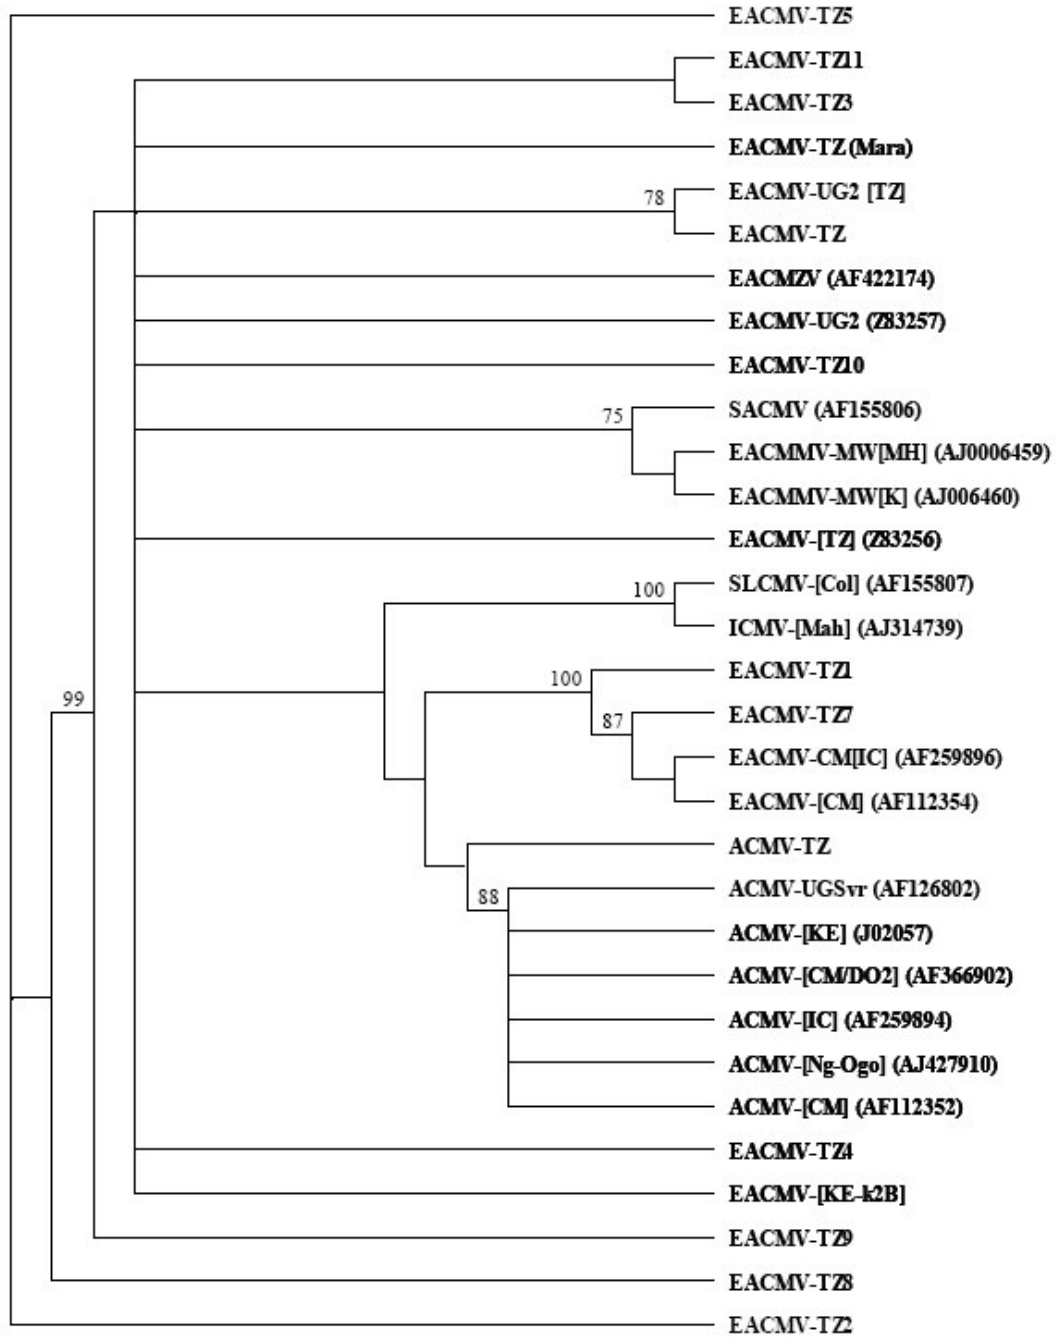 EACMV-TZ5
EACMV-TZ11
EACMV-TZ3
EACMV-TZ (Mara)
78
EACMV-UG2 [TZ]
EACMV-TZ
EACMZV (AF422174)
EACMV-UG2 (Z83257)
EACMV-TZ10
75
SACMV (AF155806)
EACMMV-MW[MH] (AJ0006459)
EACMMV-MW[K] (AJ006460)
EACMV-[TZ] (Z83256)
100
SLCMV-[Col] (AF155807)
ICMV-[Mah] (AJ314739)
100
EACMV-TZ1
99
87
EACMV-TZ7
EACMV-CM[IC] (AF259896)
EACMV-[CM] (AF112354)
ACMV-TZ
88
ACMV-UGSvr (AF126802)
ACMV-[KE] (J02057)
ACMV-[CM/DO2] (AF366902)
ACMV-[IC] (AF259894)
ACMV-[Ng-Ogo] (AJ427910)
ACMV-[CM] (AF112352)
EACMV-TZ4
EACMV-[KE-k2B]
EACMV-TZ9
EACMV-TZ8
EACMV-TZ2